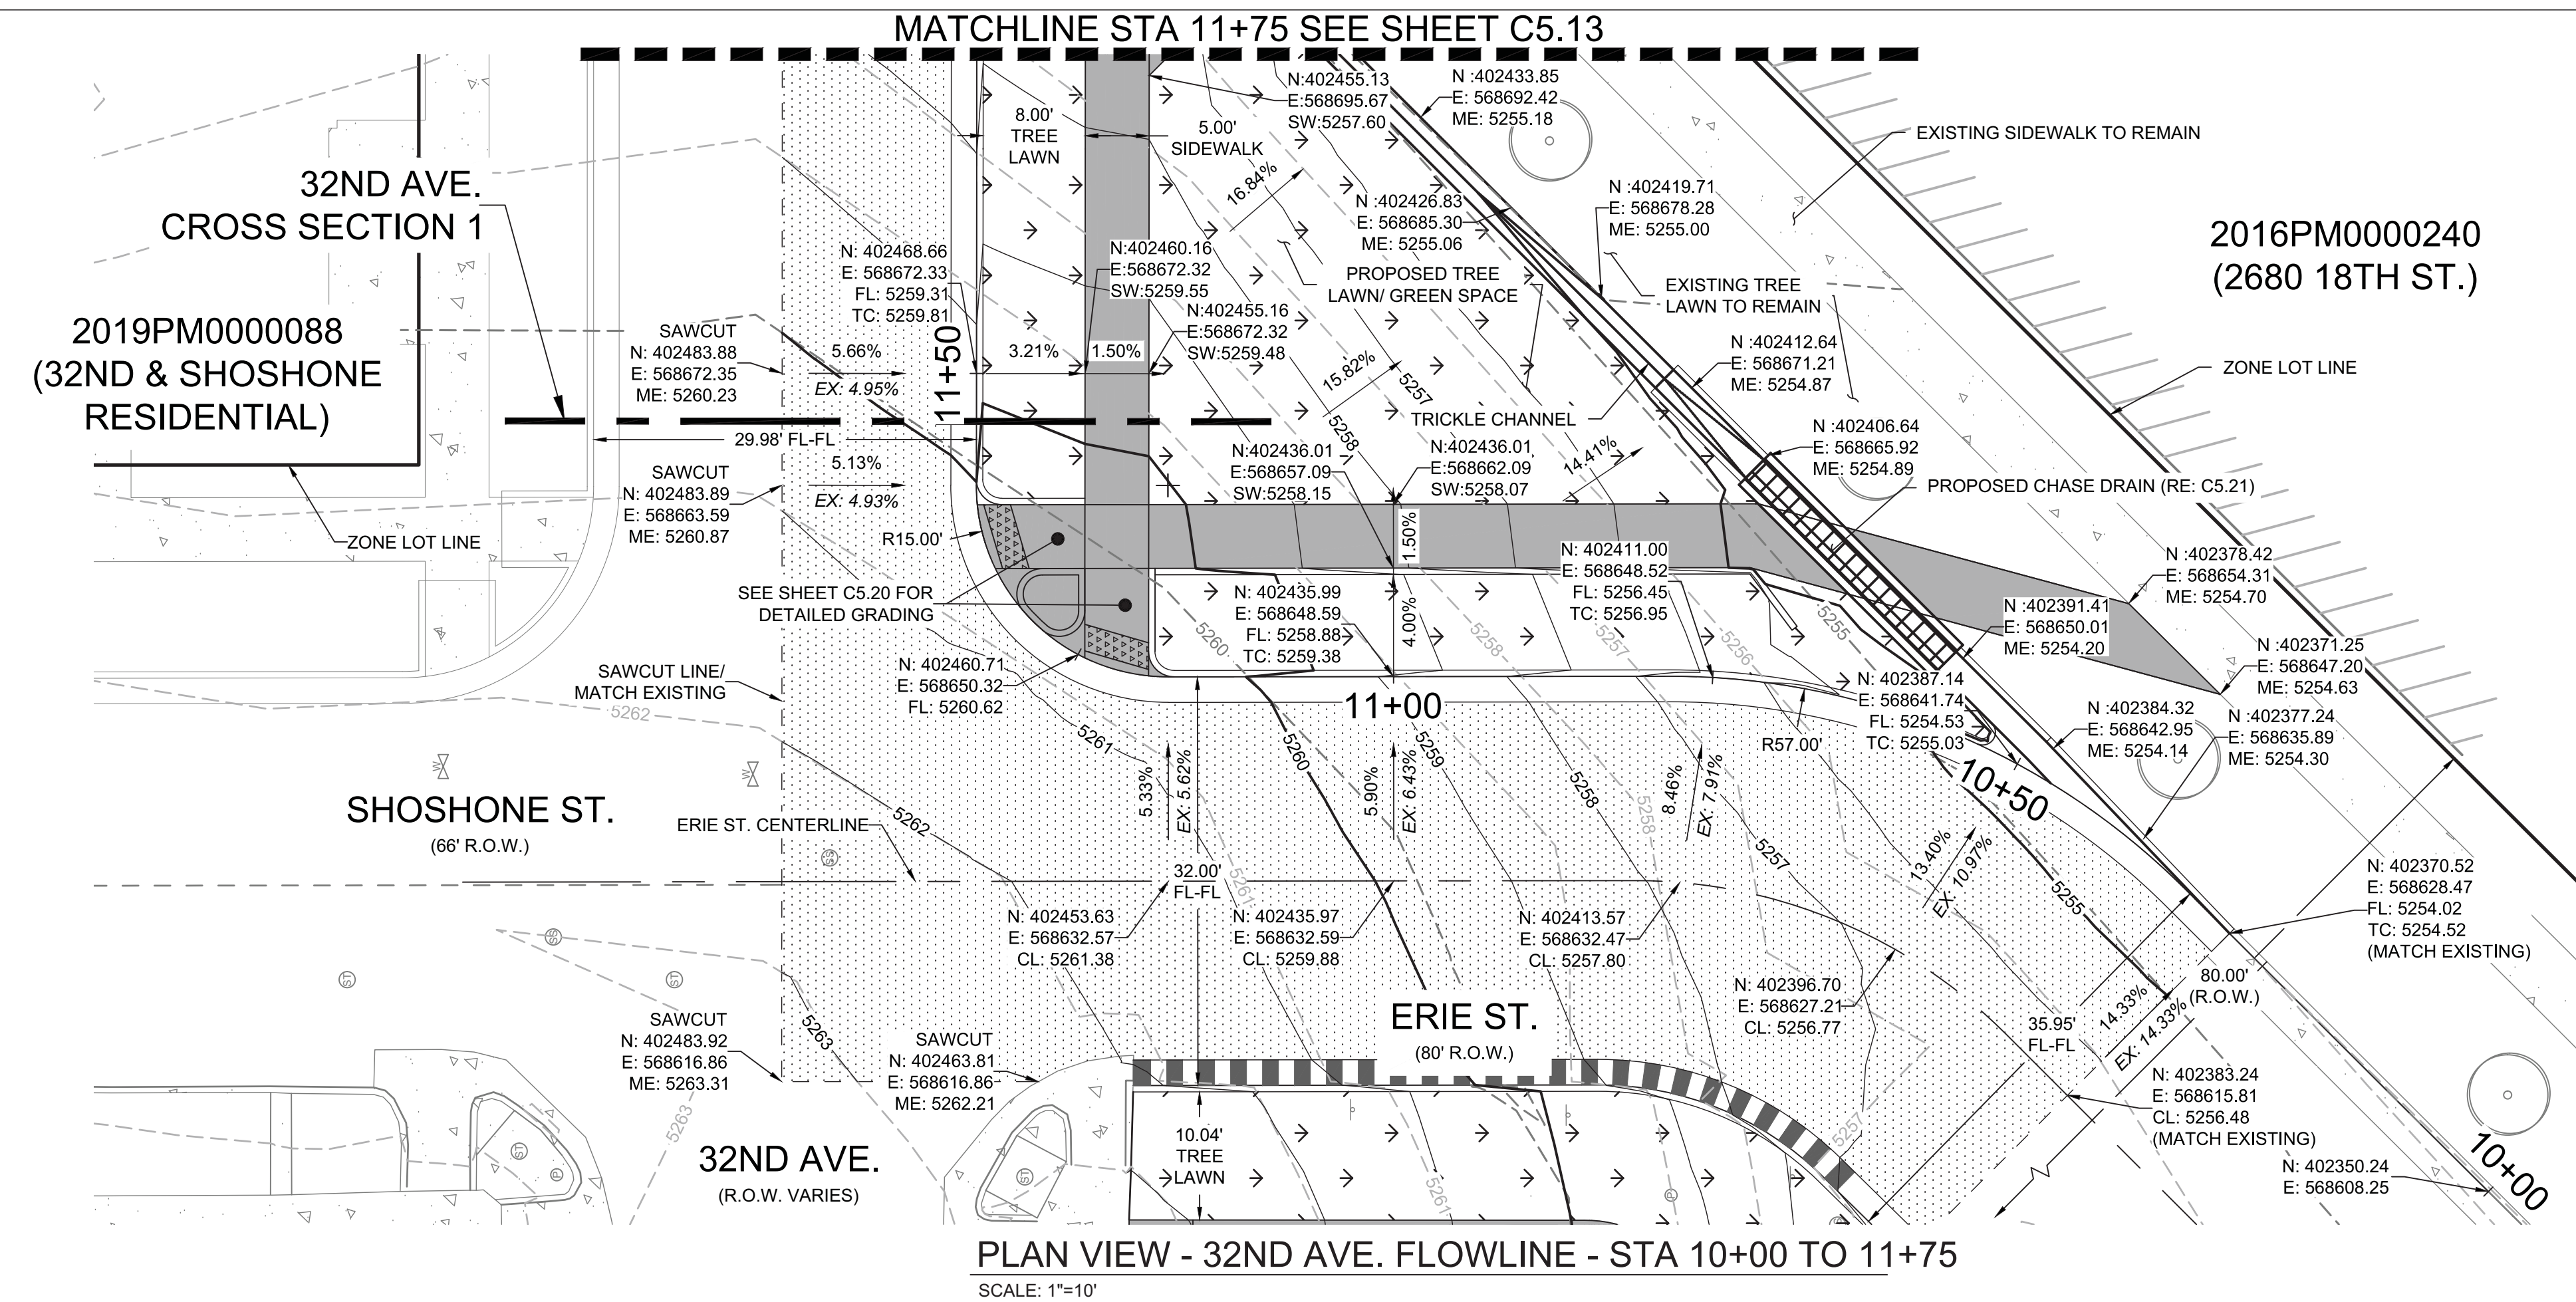 MATCHLINE STA 11+75 SEE SHEET C5.13
32ND AVE.
CROSS SECTION 1
2019PM0000088
(32ND & SHOSHONE
RESIDENTIAL)
ZONE LOT LINE
8.00'
TREE
LAWN
5.00'
SIDEWALK
N:402455.13
E:568695.67
SW:5257.60
N :402433.85
E: 568692.42
ME: 5255.18
EXISTING SIDEWALK TO REMAIN
16.84%
N :402426.83
E: 568685.30
ME: 5255.06
N :402419.71
E: 568678.28
ME: 5255.00
2016PM0000240
(2680 18TH ST.)
N: 402468.66
E: 568672.33
FL: 5259.31
TC: 5259.81
N:402460.16
E:568672.32
SW:5259.55
PROPOSED TREE
LAWN/ GREEN SPACE
EXISTING TREE
LAWN TO REMAIN
N:402455.16
E:568672.32
SW:5259.48
SAWCUT
N: 402483.88
E: 568672.35
ME: 5260.23
5.66%
EX: 4.95%
11+50
3.21%
1.50%
15.82%
5257
5258
N :402412.64
E: 568671.21
ME: 5254.87
ZONE LOT LINE
TRICKLE CHANNEL
29.98' FL-FL
N :402406.64
E: 568665.92
ME: 5254.89
SAWCUT
N: 402483.89
E: 568663.59
ME: 5260.87
5.13%
EX: 4.93%
N:402436.01
E:568657.09
SW:5258.15
N:402436.01
E:568662.09
SW:5258.07
14.41%
PROPOSED CHASE DRAIN (RE: C5.21)
R15.00'
1.50%
SEE SHEET C5.20 FOR
DETAILED GRADING
N: 402435.99
E: 568648.59
FL: 5258.88
TC: 5259.38
4.00%
N: 402411.00
E: 568648.52
FL: 5256.45
TC: 5256.95
N :402378.42
E: 568654.31
ME: 5254.70
N :402391.41
E: 568650.01
ME: 5254.20
5260
5258
5257
5256
5255
N :402371.25
E: 568647.20
ME: 5254.63
SAWCUT LINE/
MATCH EXISTING
N: 402460.71
E: 568650.32
FL: 5260.62
N: 402387.14
E: 568641.74
FL: 5254.53
TC: 5255.03
N :402384.32
E: 568642.95
ME: 5254.14
N :402377.24
E: 568635.89
ME: 5254.30
5262
11+00
5261
5260
5259
5258
R57.00'
10+50
5.33%
EX: 5.62%
5.90%
EX: 6.43%
8.46%
EX: 7.91%
5258
5257
SHOSHONE ST.
(66' R.O.W.)
ERIE ST. CENTERLINE
5262
32.00'
FL-FL
5261
13.40%
EX: 10.97%
5255
N: 402370.52
E: 568628.47
FL: 5254.02
TC: 5254.52
(MATCH EXISTING)
N: 402453.63
E: 568632.57
CL: 5261.38
N: 402435.97
E: 568632.59
CL: 5259.88
N: 402413.57
E: 568632.47
CL: 5257.80
N: 402396.70
E: 568627.21
CL: 5256.77
80.00'
(R.O.W.)
35.95'
FL-FL
14.33%
EX: 14.33%
ERIE ST.
(80' R.O.W.)
SAWCUT
N: 402483.92
E: 568616.86
ME: 5263.31
5263
SAWCUT
N: 402463.81
E: 568616.86
ME: 5262.21
N: 402383.24
E: 568615.81
CL: 5256.48
(MATCH EXISTING)
5263
32ND AVE.
(R.O.W. VARIES)
10.04'
TREE
LAWN
5261
5257
N: 402350.24
E: 568608.25
10+00
W
W
SS
SS
ST
ST
ST
ST
P
P
PLAN VIEW - 32ND AVE. FLOWLINE - STA 10+00 TO 11+75
SCALE: 1"=10'